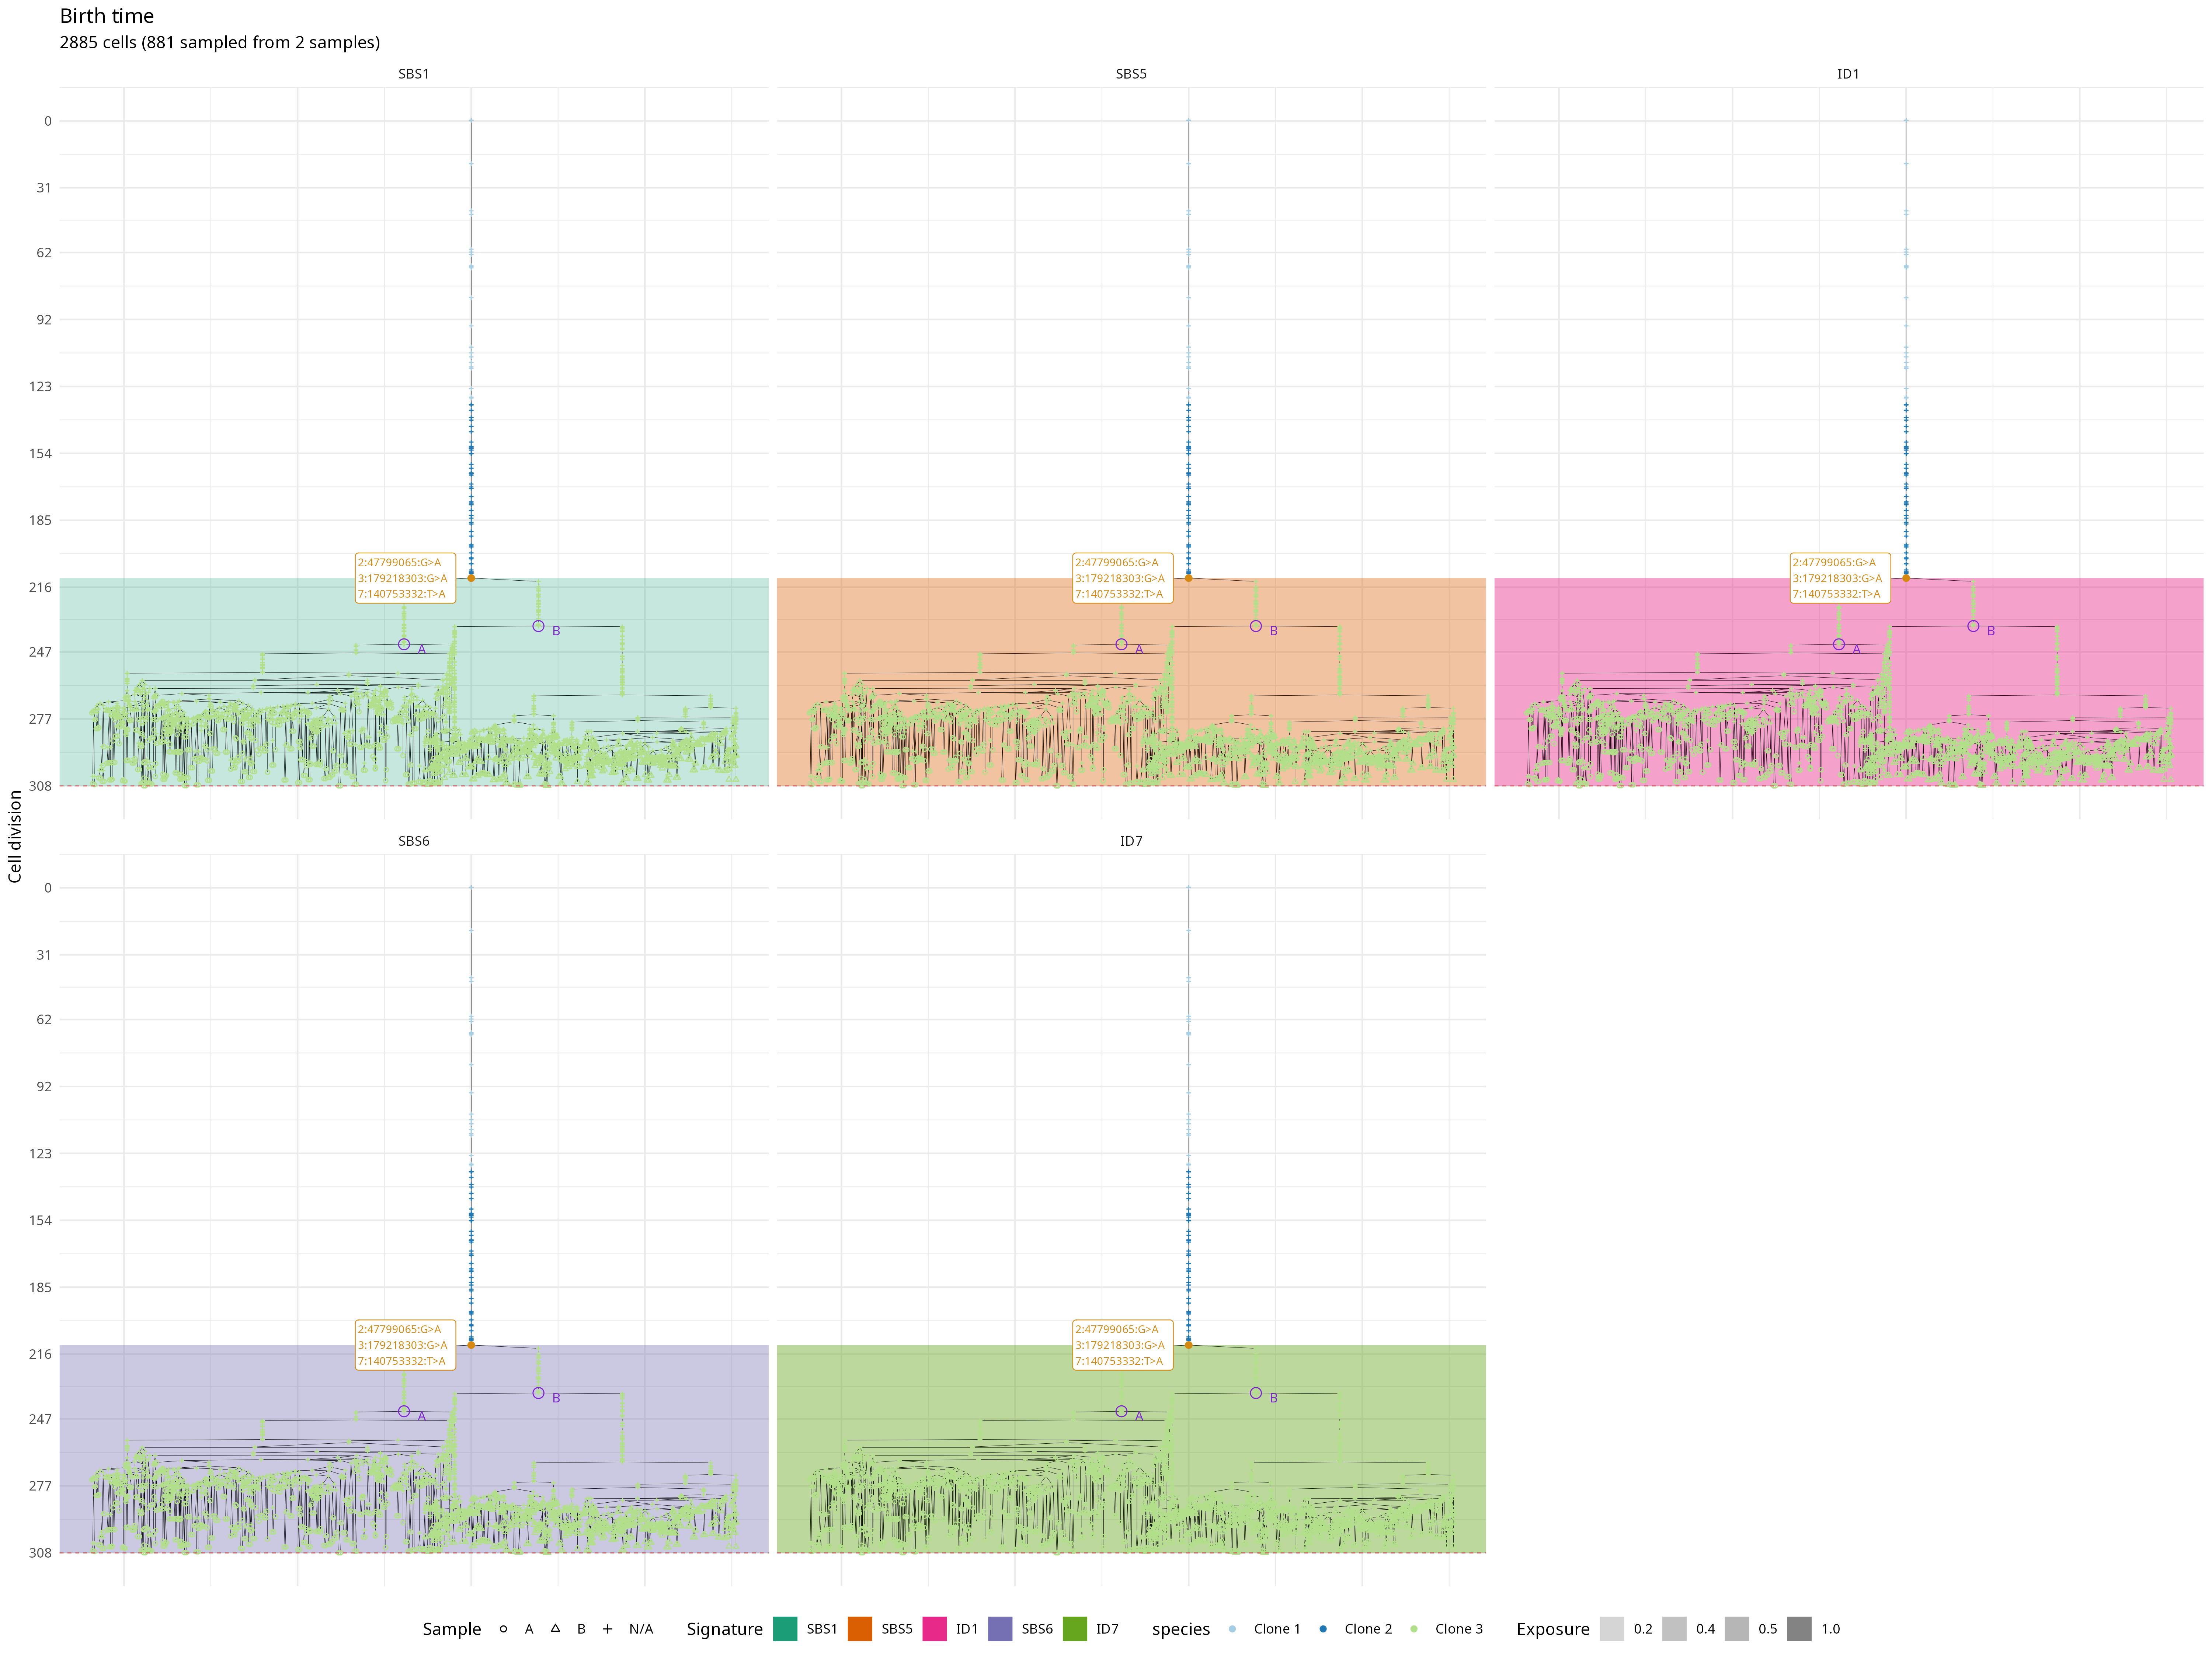 Birth time
2885 cells (881 sampled from 2 samples)
SBS1
SBS5
ID1
0
31
62
92
123
154
185
216
247
277
308
2:47799065:G>A
3:179218303:G>A
7:140753332:T>A
A
B
2:47799065:G>A
3:179218303:G>A
7:140753332:T>A
A
B
2:47799065:G>A
3:179218303:G>A
7:140753332:T>A
A
B
Cell division
SBS6
ID7
0
31
62
92
123
154
185
216
247
277
308
2:47799065:G>A
3:179218303:G>A
7:140753332:T>A
A
B
2:47799065:G>A
3:179218303:G>A
7:140753332:T>A
A
B
Sample A B N/A Signature SBS1 SBS5 ID1 SBS6 ID7 species Clone 1 Clone 2 Clone 3 Exposure 0.2 0.4 0.5 1.0